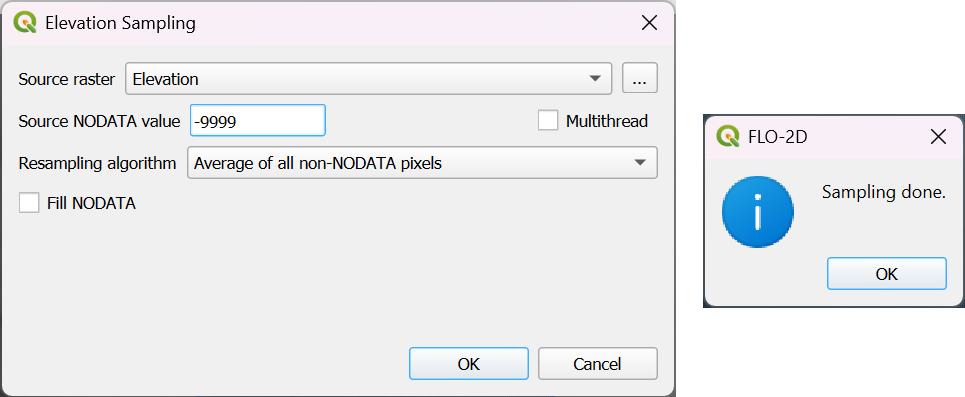 Elevation Sampling
Source raster Elevation ...
Source NODATA value -9999 Multithread
Resampling algorithm Average of all non-NODATA pixels
Fill NODATA
OK Cancel
FLO-2D
Sampling done.
OK